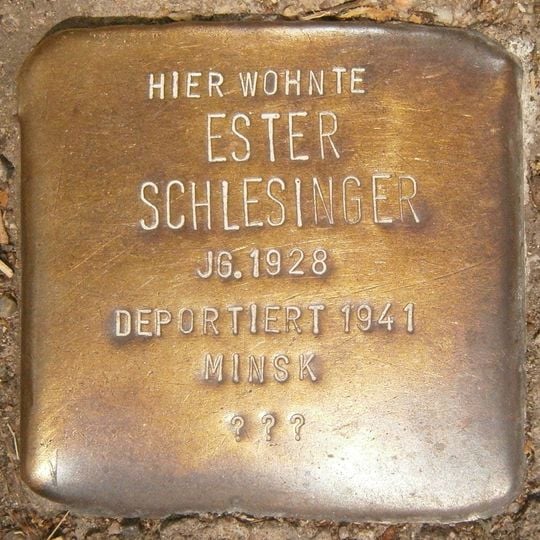 HIER WOHNTE
ESTER
SCHLESINGER
JG. 1928
DEPORTIERT 1941
MINSK
???